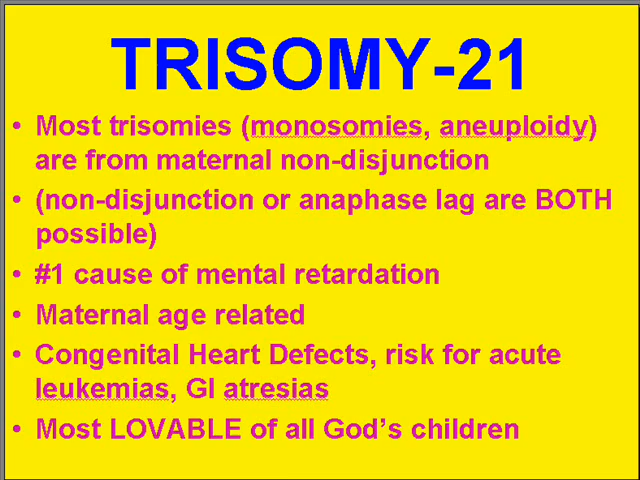 TRISOMY-21
• Most trisomies (monosomies, aneuploidy)
are from maternal non-disjunction
• (non-disjunction or anaphase lag are BOTH
possible)
• #1 cause of mental retardation
• Maternal age related
• Congenital Heart Defects, risk for acute
leukemias, GI atresias
• Most LOVABLE of all God’s children